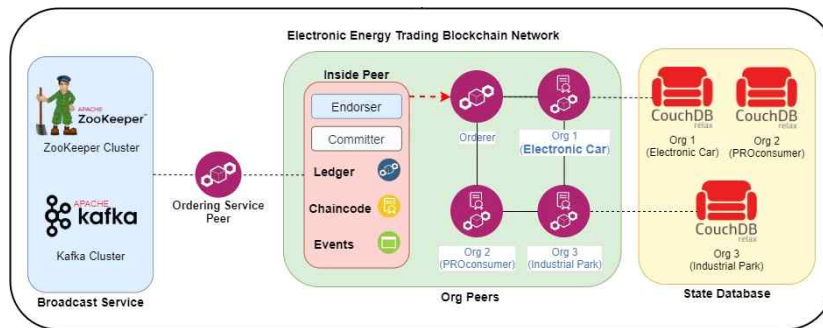 Electronic Energy Trading Blockchain Network
APACHE
ZooKeeper™
ZooKeeper Cluster
APACHE
kafka
Kafka Cluster
Broadcast Service
Ordering Service
Peer
Inside Peer
Endorser
Committer
Ledger
Chaincode
Events
Orderer
Org 1
(Electronic Car)
Org 2
(PROconsumer)
Org 3
(Industrial Park)
Org Peers
CouchDB
relax
Org 1
(Electronic Car)
CouchDB
relax
Org 2
(PROconsumer)
CouchDB
relax
Org 3
(Industrial Park)
State Database